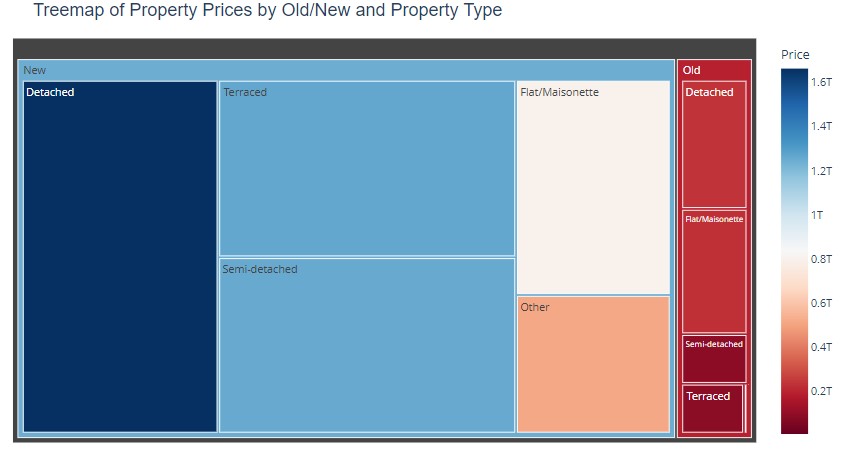 Treemap of Property Prices by Old/New and Property Type
New
Detached
Terraced
Semi-detached
Flat/Maisonette
Other
Old
Detached
Flat/Maisonette
Semi-detached
Terraced
Price
1.6T
1.4T
1.2T
1T
0.8T
0.6T
0.4T
0.2T